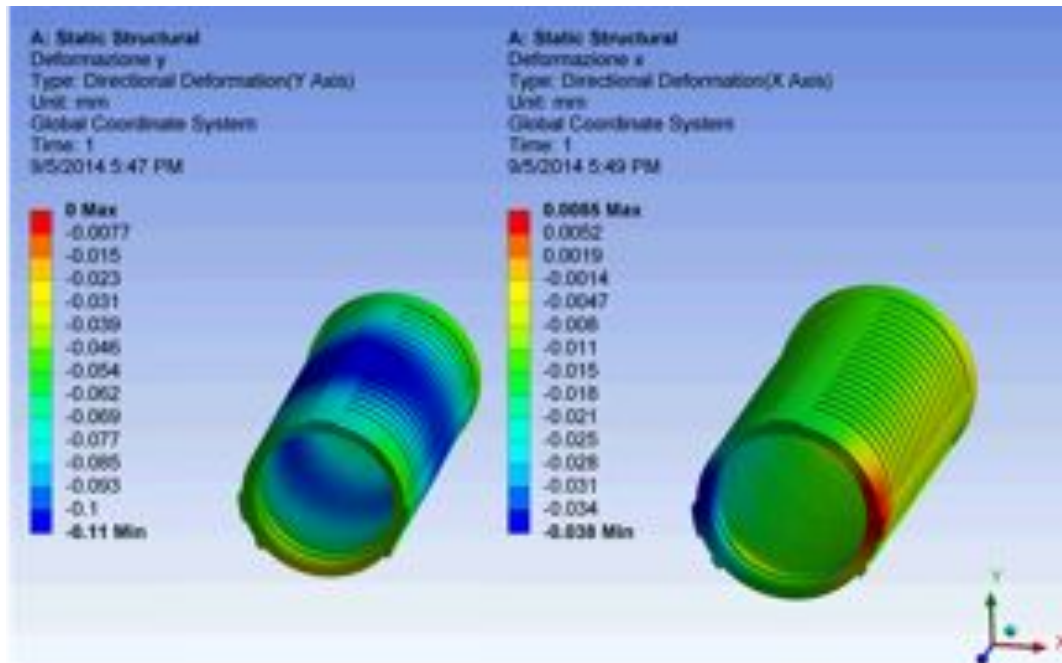 A: Static Structural
Deformazione y
Type: Directional Deformation(Y Axis)
Unit: mm
Global Coordinate System
Time: 1
9/5/2014 5:47 PM
0 Max
-0.0077
-0.015
-0.023
-0.031
-0.039
-0.046
-0.054
-0.062
-0.069
-0.077
-0.085
-0.093
-0.1
-0.11 Min
A: Static Structural
Deformazione x
Type: Directional Deformation(X Axis)
Unit: mm
Global Coordinate System
Time: 1
9/5/2014 5:49 PM
0.0085 Max
0.0052
0.0019
-0.0014
-0.0047
-0.008
-0.011
-0.015
-0.018
-0.021
-0.025
-0.028
-0.031
-0.034
-0.038 Min
Y
X